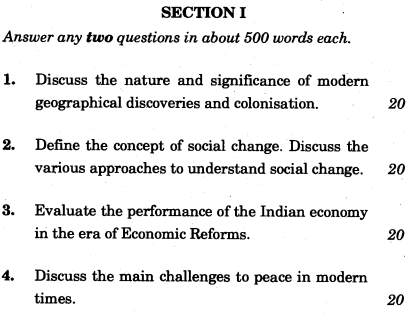 SECTION I
Answer any two questions in about 500 words each.
1. Discuss the nature and significance of modern
geographical discoveries and colonisation. 20
2. Define the concept of social change. Discuss the
various approaches to understand social change. 20
3. Evaluate the performance of the Indian economy
in the era of Economic Reforms. 20
4. Discuss the main challenges to peace in modern
times. 20